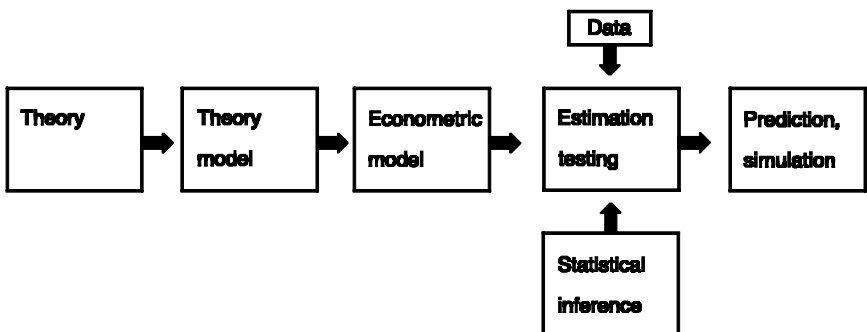 Data
Theory
Theory
model
Econometric
model
Estimation
testing
Prediction,
simulation
Statistical
inference